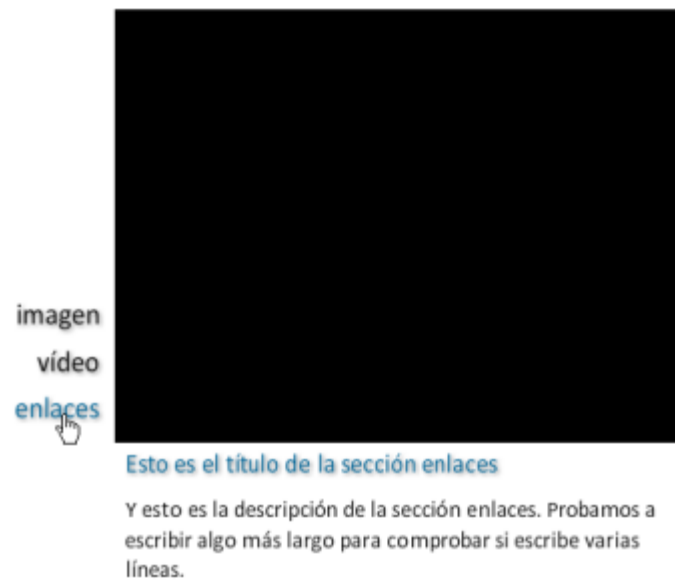 imagen
vídeo
enlaces
Esto es el título de la sección enlaces
Y esto es la descripción de la sección enlaces. Probamos a
escribir algo más largo para comprobar si escribe varias
líneas.